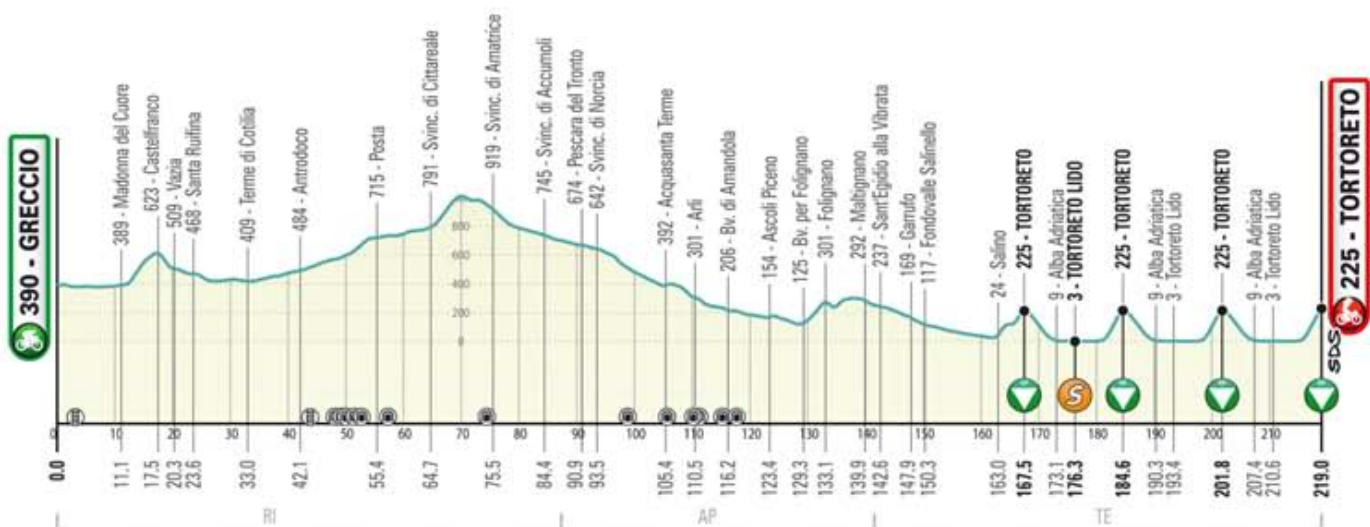 390 - GRECCIO
389 - Madonna del Cuore
623 - Castelfranco
509 - Vazia
468 - Santa Rufina
409 - Terme di Cotilia
484 - Antrodoco
715 - Posta
791 - Svinc. di Cittareale
919 - Svinc. di Amatrice
745 - Svinc. di Accumoli
674 - Pescara del Tronto
642 - Svinc. di Norcia
392 - Acquasanta Terme
301 - Arli
206 - Bv. di Amandola
154 - Ascoli Piceno
125 - Bv. per Folignano
301 - Folignano
292 - Maltignano
237 - Sant'Egidio alla Vibrata
169 - Garrufo
117 - Fondovalle Salinello
24 - Salino
225 - TORTORETO
9 - Alba Adriatica
3 - TORTORETO LIDO
225 - TORTORETO
9 - Alba Adriatica
3 - Tortoreto Lido
225 - TORTORETO
9 - Alba Adriatica
3 - Tortoreto Lido
225 - TORTORETO
SDS
800
600
400
200
0
S
0 10 20 30 40 50 60 70 80 90 100 110 120 130 140 150 160 170 180 190 200 210
0.0 11.1 17.5 20.3 23.6 33.0 42.1 55.4 64.7 75.5 84.4 90.9 93.5 105.4 110.5 116.2 123.4 129.3 133.1 139.9 142.6 147.9 150.3 163.0 167.5 173.1 176.3 184.6 190.3 193.4 201.8 207.4 210.6 219.0
RI AP TE